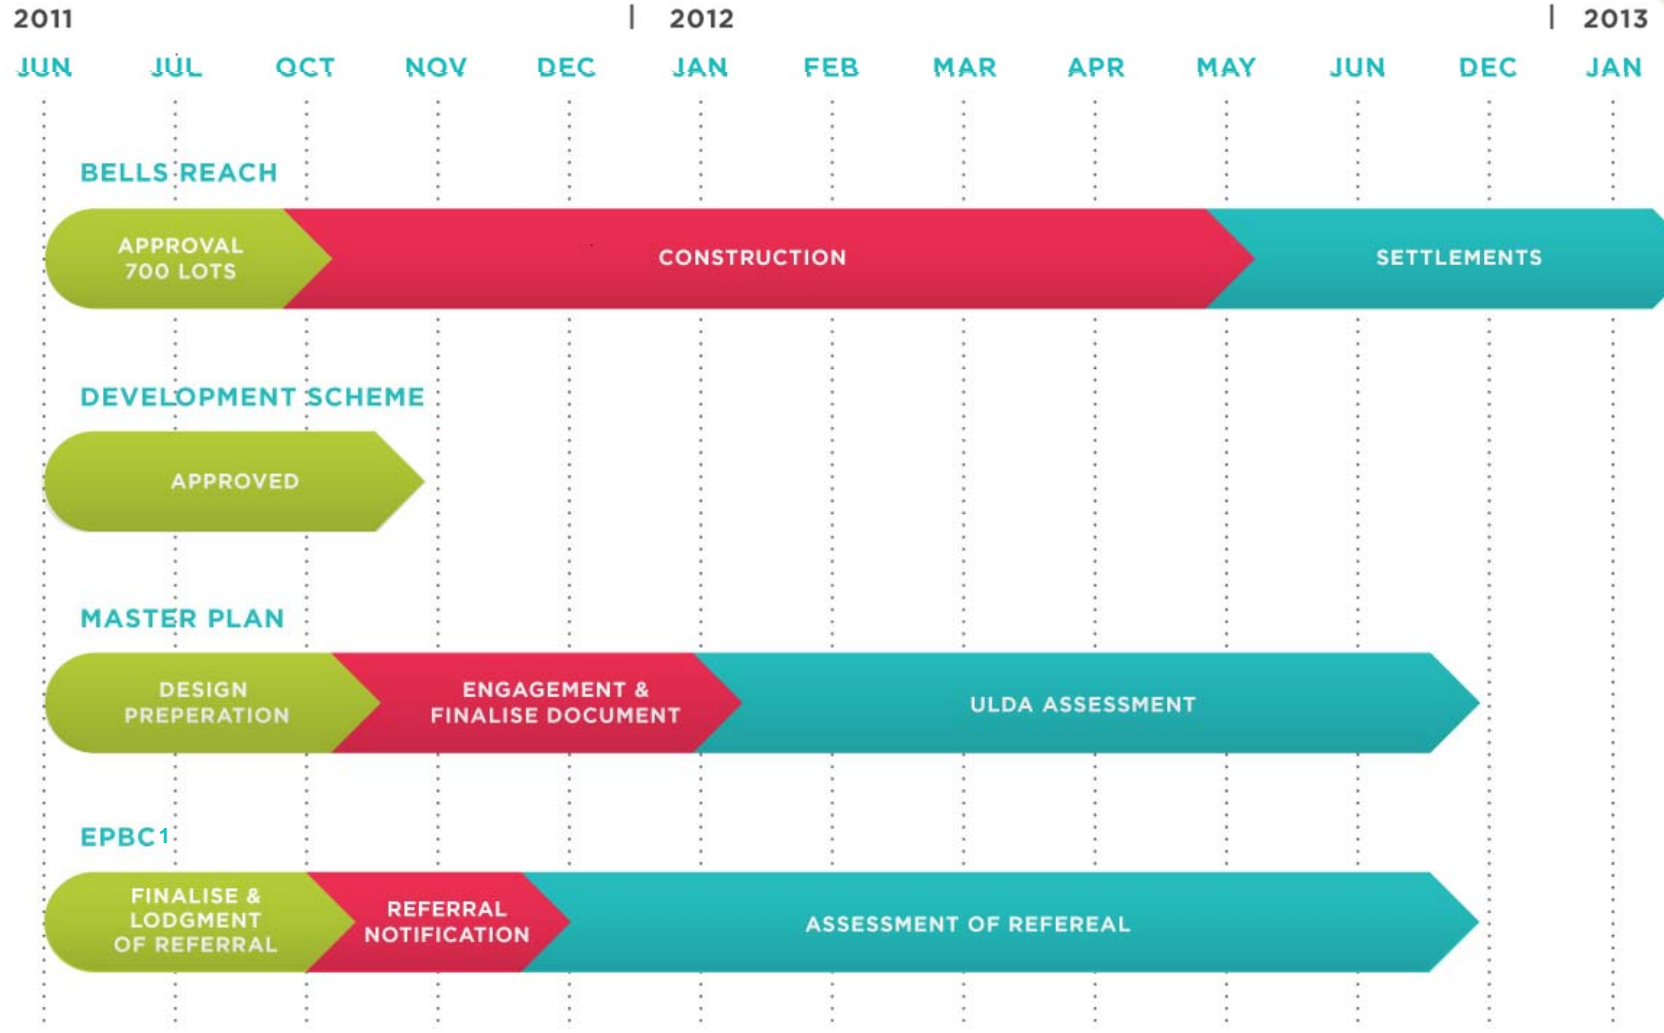 2011 | 2012 | 2013
JUN JUL OCT NOV DEC JAN FEB MAR APR MAY JUN DEC JAN
BELLS REACH
APPROVAL
700 LOTS
CONSTRUCTION
SETTLEMENTS
DEVELOPMENT SCHEME
APPROVED
MASTER PLAN
DESIGN
PREPERATION
ENGAGEMENT &
FINALISE DOCUMENT
ULDA ASSESSMENT
EPBC1
FINALISE &
LODGMENT
OF REFERRAL
REFERRAL
NOTIFICATION
ASSESSMENT OF REFEREAL